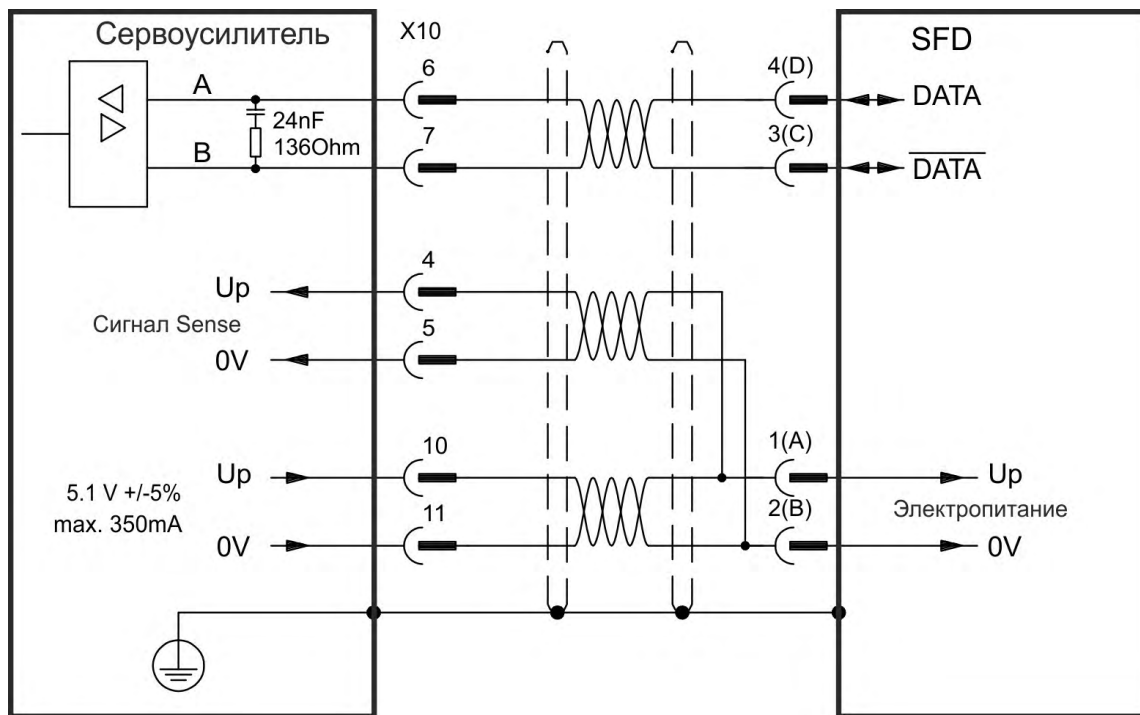 Сервоусилитель
X10
SFD
A
6
4(D)
DATA
24nF
136Ohm
B
7
3(C)
DATA
Up
4
Сигнал Sense
0V
5
Up
10
1(A)
Up
5.1 V +/-5%
max. 350mA
11
2(B)
Электропитание
0V
0V